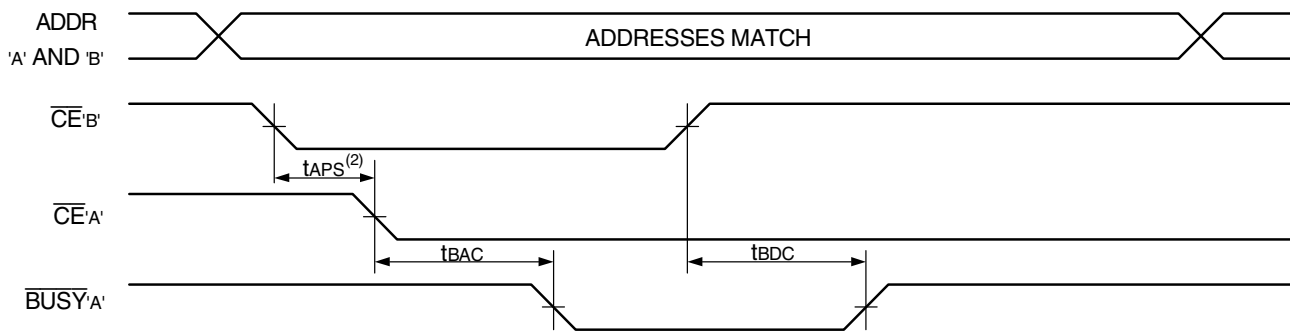 ADDR
'A' AND 'B'
ADDRESSES MATCH
CE'B'
tAPS(2)
CE'A'
tBAC
tBDC
BUSY'A'